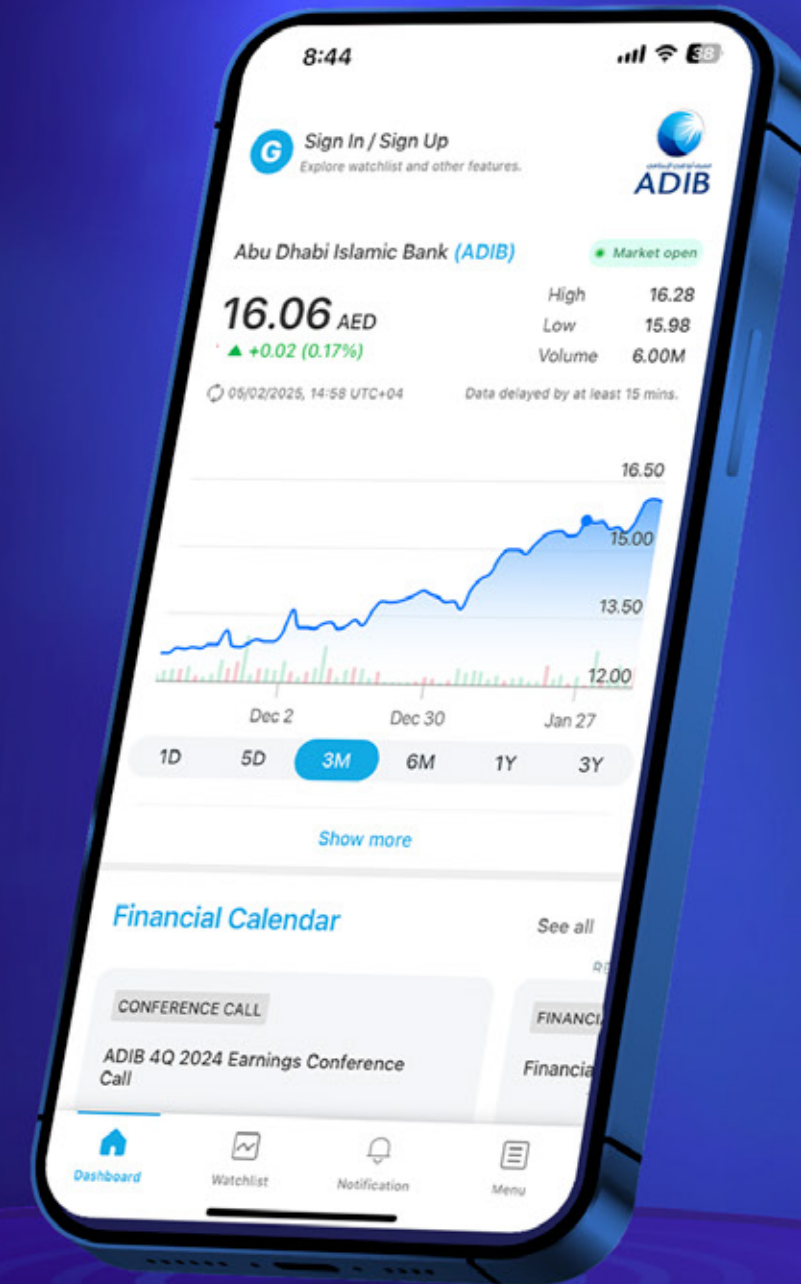 8:44
38
G
Sign In / Sign Up
Explore watchlist and other features.
ADIB
Abu Dhabi Islamic Bank (ADIB)
Market open
16.06 AED
+0.02 (0.17%)
High 16.28
Low 15.98
Volume 6.00M
05/02/2025, 14:58 UTC+04
Data delayed by at least 15 mins.
16.50
15.00
13.50
12.00
Dec 2 Dec 30 Jan 27
1D 5D 3M 6M 1Y 3Y
Show more
Financial Calendar
See all
RE
CONFERENCE CALL
ADIB 4Q 2024 Earnings Conference
Call
FINANCI
Financia
Dashboard Watchlist Notification Menu